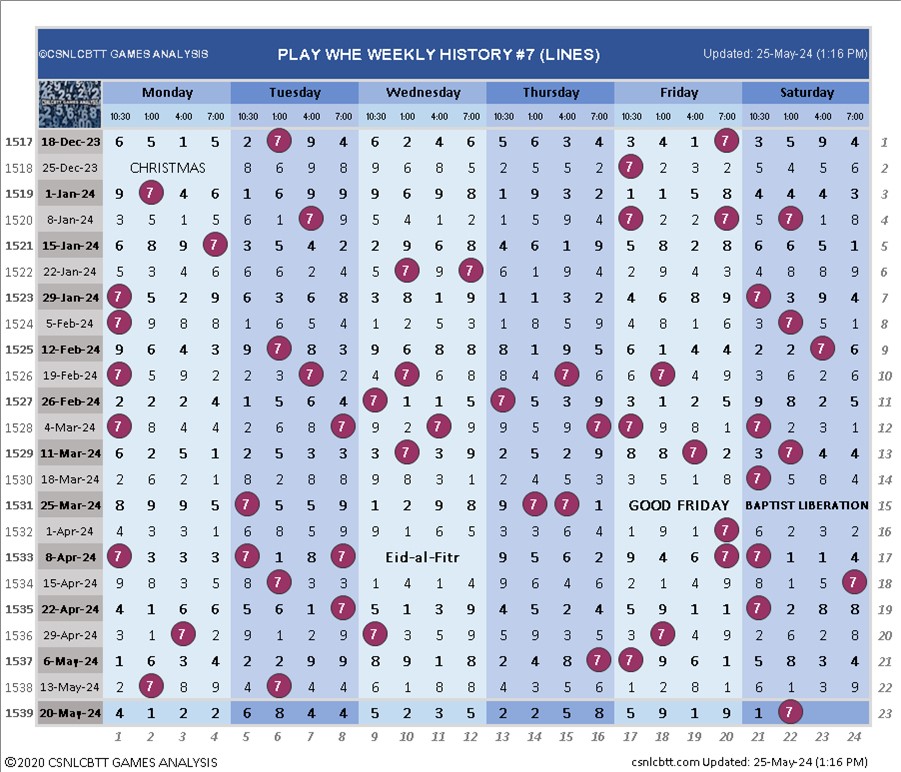 ©CSNLCBTT GAMES ANALYSIS PLAY WHE WEEKLY HISTORY #7 (LINES) Updated: 25-May-24 (1:16 PM)
Monday Tuesday Wednesday Thursday Friday Saturday
10:30 1:00 4:00 7:00 10:30 1:00 4:00 7:00 10:30 1:00 4:00 7:00 10:30 1:00 4:00 7:00 10:30 1:00 4:00 7:00 10:30 1:00 4:00 7:00
1517 18-Dec-23 6 5 1 5 2 7 9 4 6 2 4 6 5 6 3 4 3 4 1 7 3 5 9 4 1
1518 25-Dec-23 CHRISTMAS 8 6 9 8 9 6 8 5 2 5 5 2 7 2 3 2 5 4 5 6 2
1519 1-Jan-24 9 7 4 6 1 6 9 9 9 6 9 8 1 9 3 2 1 1 5 8 4 4 4 3 3
1520 8-Jan-24 3 5 1 5 6 1 7 9 5 4 1 2 1 5 9 4 7 2 2 7 5 7 1 8 4
1521 15-Jan-24 6 8 9 7 3 5 4 2 2 9 6 8 4 6 1 9 5 8 2 8 6 6 5 1 5
1522 22-Jan-24 5 3 4 6 6 6 2 4 5 7 9 7 6 1 9 4 2 9 4 3 4 8 8 9 6
1523 29-Jan-24 7 5 2 9 6 3 6 8 3 8 1 9 1 1 3 2 4 6 8 9 7 3 9 4 7
1524 5-Feb-24 7 9 8 8 1 6 5 4 1 2 5 3 1 8 5 9 4 8 1 6 3 7 5 1 8
1525 12-Feb-24 9 6 4 3 9 7 8 3 9 6 8 8 8 1 9 5 6 1 4 4 2 2 7 6 9
1526 19-Feb-24 7 5 9 2 2 3 7 2 4 7 6 8 8 4 7 6 6 7 4 9 3 6 2 6 10
1527 26-Feb-24 2 2 2 4 1 5 6 4 7 1 1 5 7 5 3 9 3 1 2 5 9 8 2 5 11
1528 4-Mar-24 7 8 4 4 2 6 8 7 9 3 7 8 5 9 2 7 7 9 8 1 7 2 3 1 12
1529 11-Mar-24 6 2 5 1 2 5 3 3 3 7 3 9 2 5 2 9 8 8 7 2 3 7 4 4 13
1530 18-Mar-24 2 6 2 1 8 2 8 8 9 8 3 1 2 4 5 3 3 5 1 8 7 5 8 4 14
1531 25-Mar-24 8 9 9 5 7 5 5 9 1 2 9 8 9 7 7 1 GOOD FRIDAY BAPTIST LIBERATION 15
1532 1-Apr-24 4 3 3 1 6 8 5 9 9 1 6 5 3 3 6 4 1 9 1 7 6 2 3 2 16
1533 8-Apr-24 7 3 3 3 7 1 8 7 Eid-al-Fitr 9 5 6 2 9 4 6 7 7 1 1 4 17
1534 15-Apr-24 9 8 3 5 8 7 3 3 1 4 1 4 9 6 4 6 2 1 4 9 8 1 5 7 18
1535 22-Apr-24 4 1 6 6 5 6 1 7 5 1 3 9 4 5 2 4 5 9 1 1 7 2 8 8 19
1536 29-Apr-24 3 1 7 2 9 1 2 9 7 3 5 9 5 9 3 5 3 7 4 9 2 6 2 8 20
1537 6-May-24 1 6 3 4 2 2 9 9 8 9 1 8 2 4 8 7 7 9 6 1 5 8 3 4 21
1538 13-May-24 2 7 8 9 4 7 4 4 6 1 8 8 4 3 5 6 1 2 8 1 6 1 3 9 22
1539 20-May-24 4 1 2 2 6 8 4 4 5 2 3 5 2 2 5 8 5 9 1 9 1 7 23
1 2 3 4 5 6 7 8 9 10 11 12 13 14 15 16 17 18 19 20 21 22 23 24
©2020 CSNLCBTT GAMES ANALYSIS csnlcbtt.com Updated: 25-May-24 (1:16 PM)